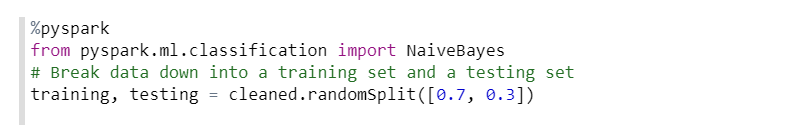 %pyspark
from pyspark.ml.classification import NaiveBayes
# Break data down into a training set and a testing set
training, testing = cleaned.randomSplit([0.7, 0.3])